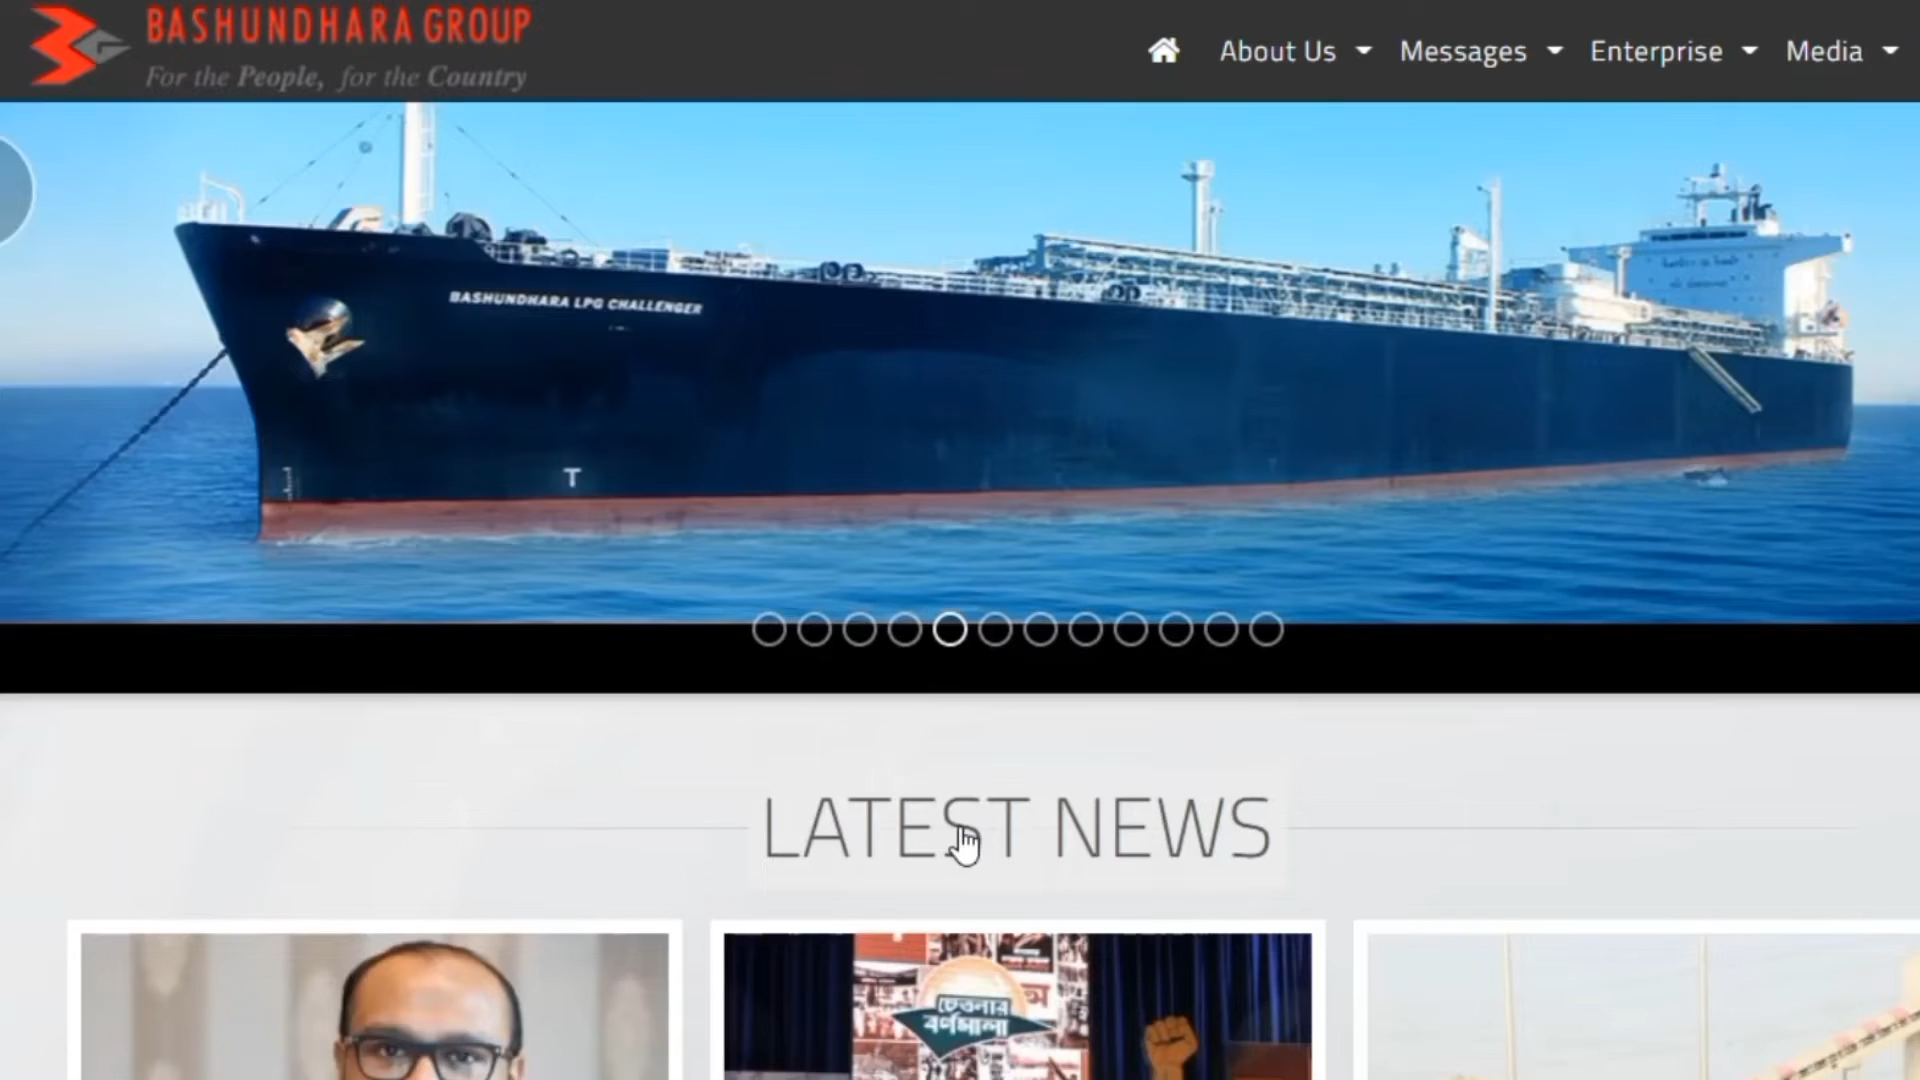 BASHUNDHARA GROUP
For the People, for the Country
About Us
Messages
Enterprise
Media
BASHUNDHARA LPG CHALLENGER
T
LATEST NEWS
চেতনার
বর্ণমালা